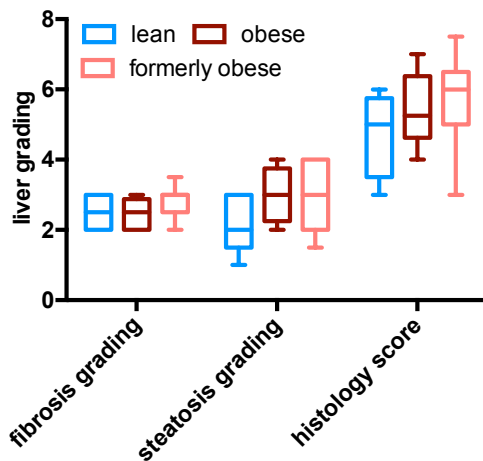 8
lean obese
formerly obese
6
liver grading
4
2
0
fibrosis grading
steatosis grading
histology score